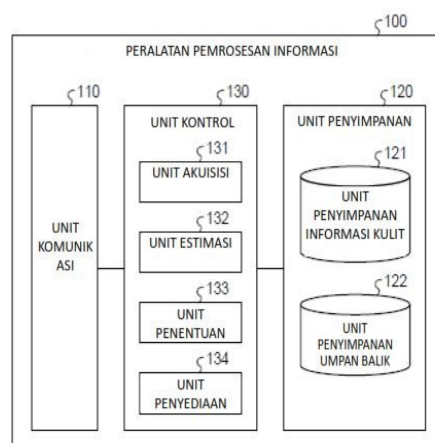 100
PERALATAN PEMROSESAN INFORMASI
110
130
120
UNIT KONTROL
UNIT PENYIMPANAN
131
UNIT AKUISISI
121
UNIT
PENYIMPANAN
INFORMASI KULIT
132
UNIT ESTIMASI
UNIT
KOMUNIK
ASI
133
UNIT
PENENTUAN
122
UNIT
PENYIMPANAN
UMPAN BALIK
134
UNIT
PENYEDIAAN